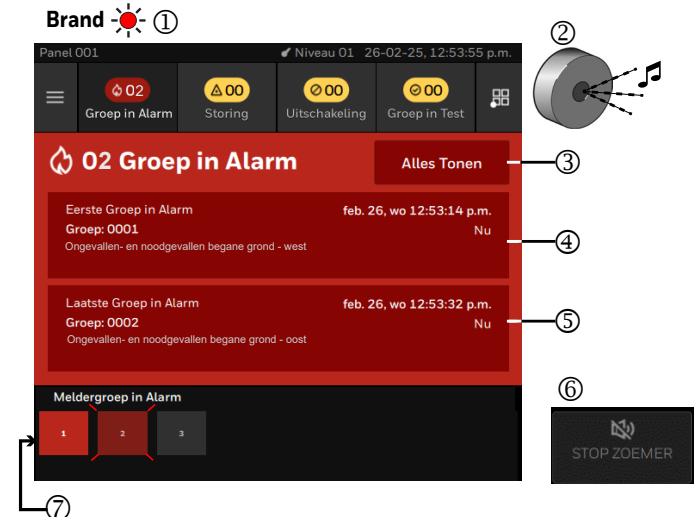 Brand ①
②
Panel 001 Niveau 01 26-02-25, 12:53:55 p.m.
02 00 00 00
Groep in Alarm Storing Uitschakeling Groep in Test
02 Groep in Alarm Alles Tonen ③
Eerste Groep in Alarm feb. 26, wo 12:53:14 p.m.
Groep: 0001 Nu ④
Ongevallen- en noodgevallen begane grond - west
Laatste Groep in Alarm feb. 26, wo 12:53:32 p.m.
Groep: 0002 Nu ⑤
Ongevallen- en noodgevallen begane grond - oost
Meldergroep in Alarm
⑥
1 2 3
STOP ZOEMER
⑦